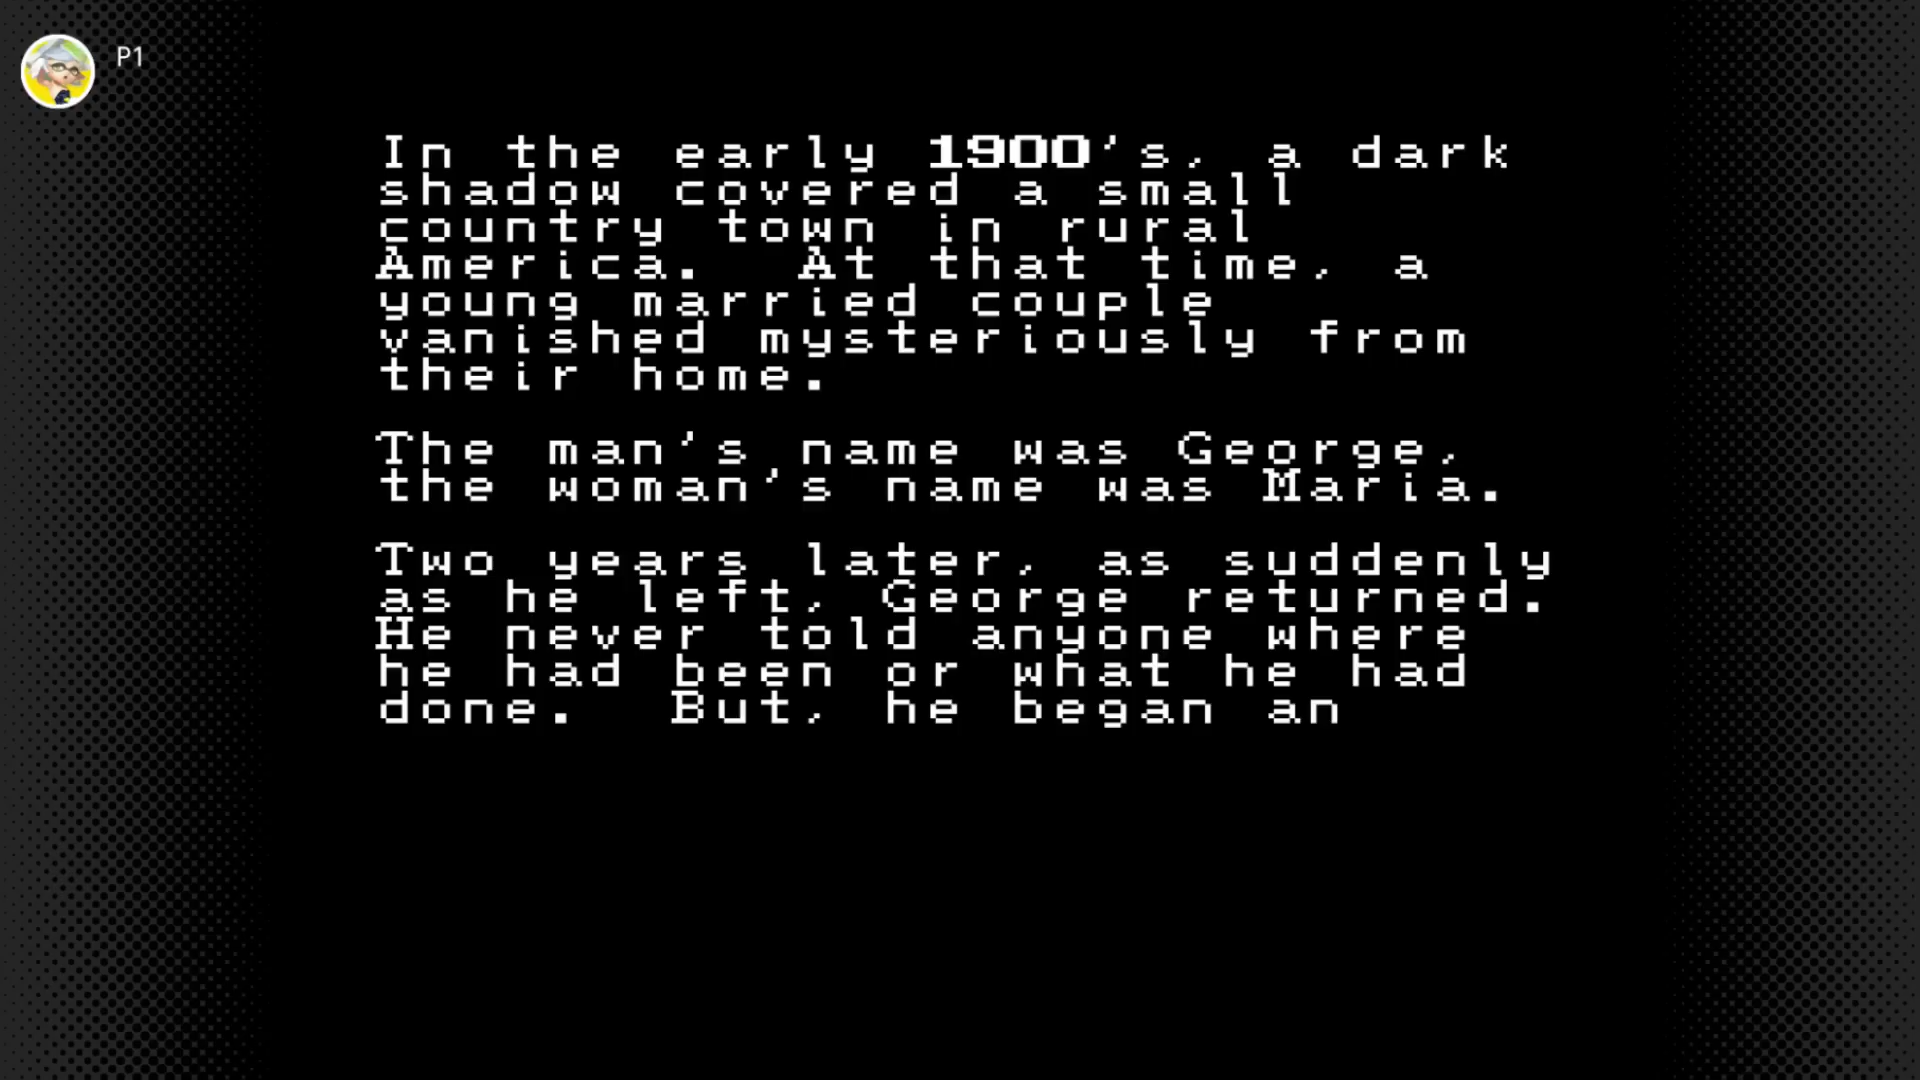 P1
In the early 1900's, a dark
shadow covered a small
country town in rural
America.  At that time, a
young married couple
vanished mysteriously from
their home.
The man's name was George,
the woman's name was Maria.
Two years later, as suddenly
as he left, George returned.
He never told anyone where
he had been or what he had
done.  But, he began an